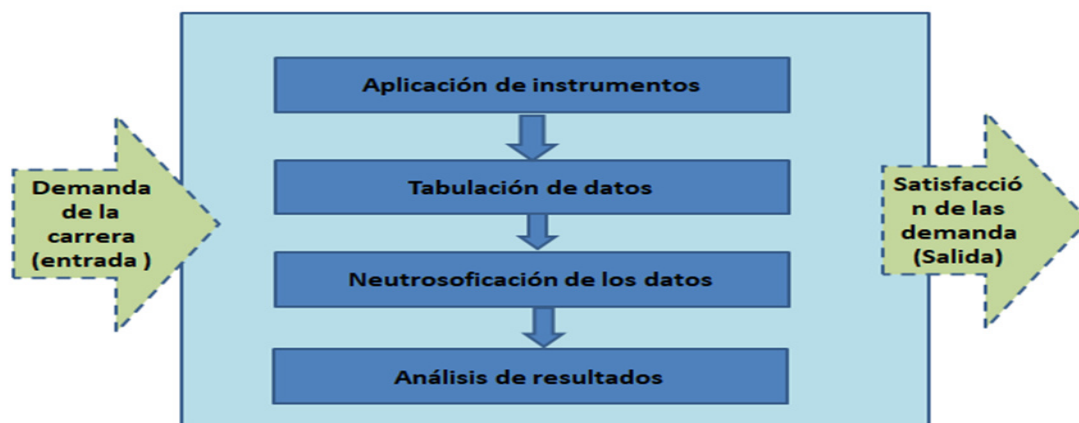 Aplicación de instrumentos
Tabulación de datos
Neutrosoficación de los datos
Análisis de resultados
Demanda
de la
carrera
(entrada )
Satisfacció
n de las
demanda
(Salida)